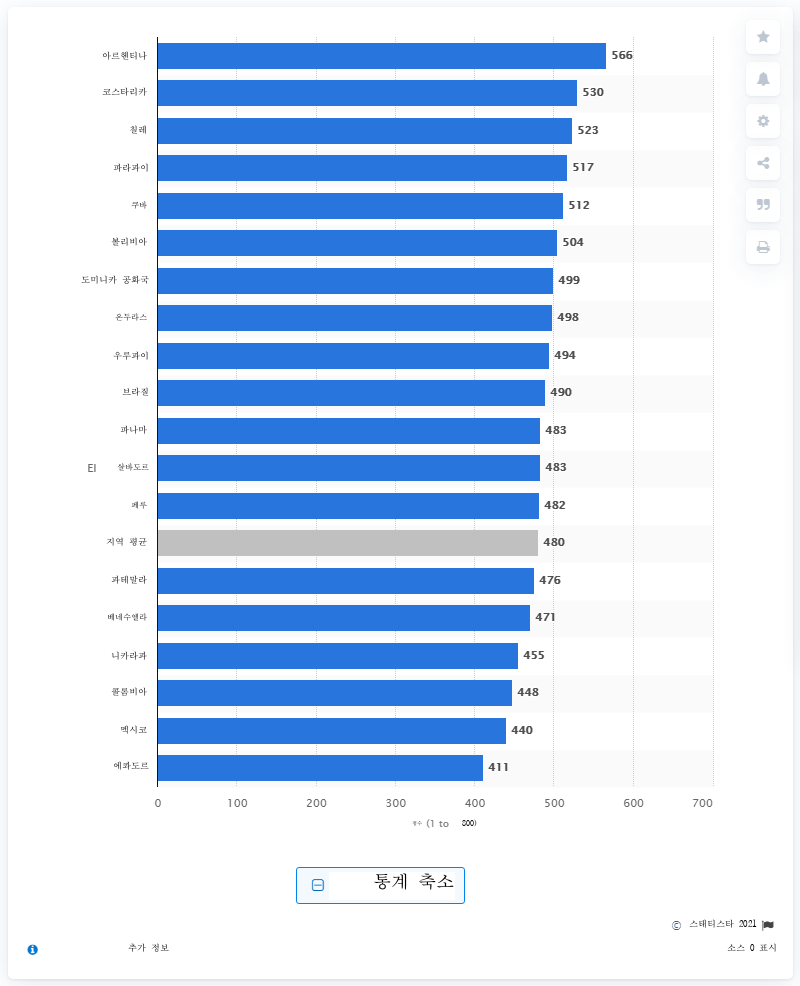 아르헨티나 566
코스타리카 530
칠레 523
파라과이 517
쿠바 512
볼리비아 504
도미니카 공화국 499
온두라스 498
우루과이 494
브라질 490
파나마 483
EI 살바도르 483
페루 482
지역 평균 480
과테말라 476
베네수엘라 471
니카라과 455
콜롬비아 448
멕시코 440
에콰도르 411
0 100 200 300 400 500 600 700
(1 to 800)
통계 축소
© 스태티스타 2021
추가 정보 소스 0 표시